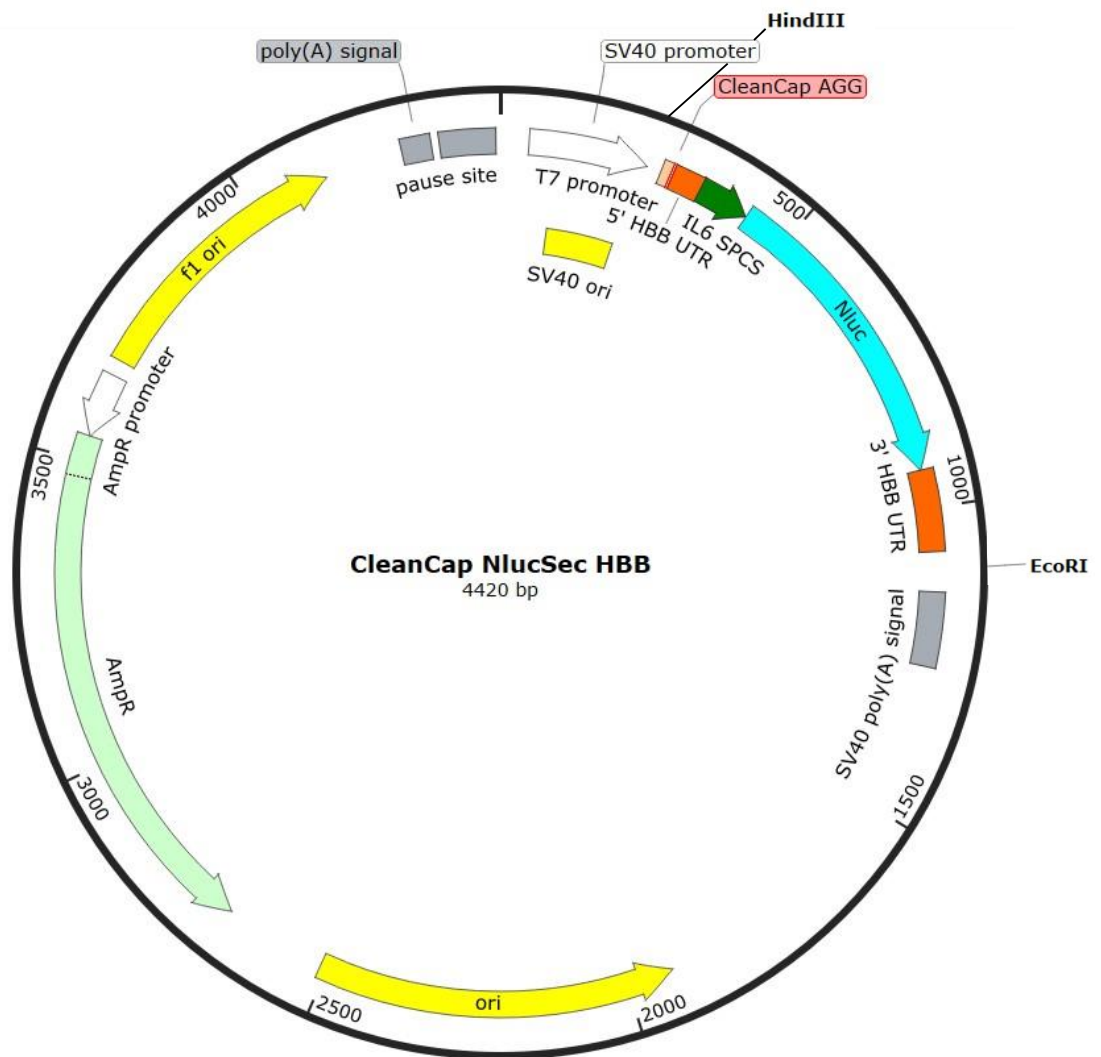 HindIII
poly(A) signal
SV40 promoter
CleanCap AGG
pause site
T7 promoter
5' HBB UTR
IL6 SPCS
SV40 ori
500
Nluc
1000
3' HBB UTR
EcoRI
SV40 poly(A) signal
1500
2000
ori
2500
3000
AmpR
3500
AmpR promoter
f1 ori
4000
CleanCap NlucSec HBB
4420 bp